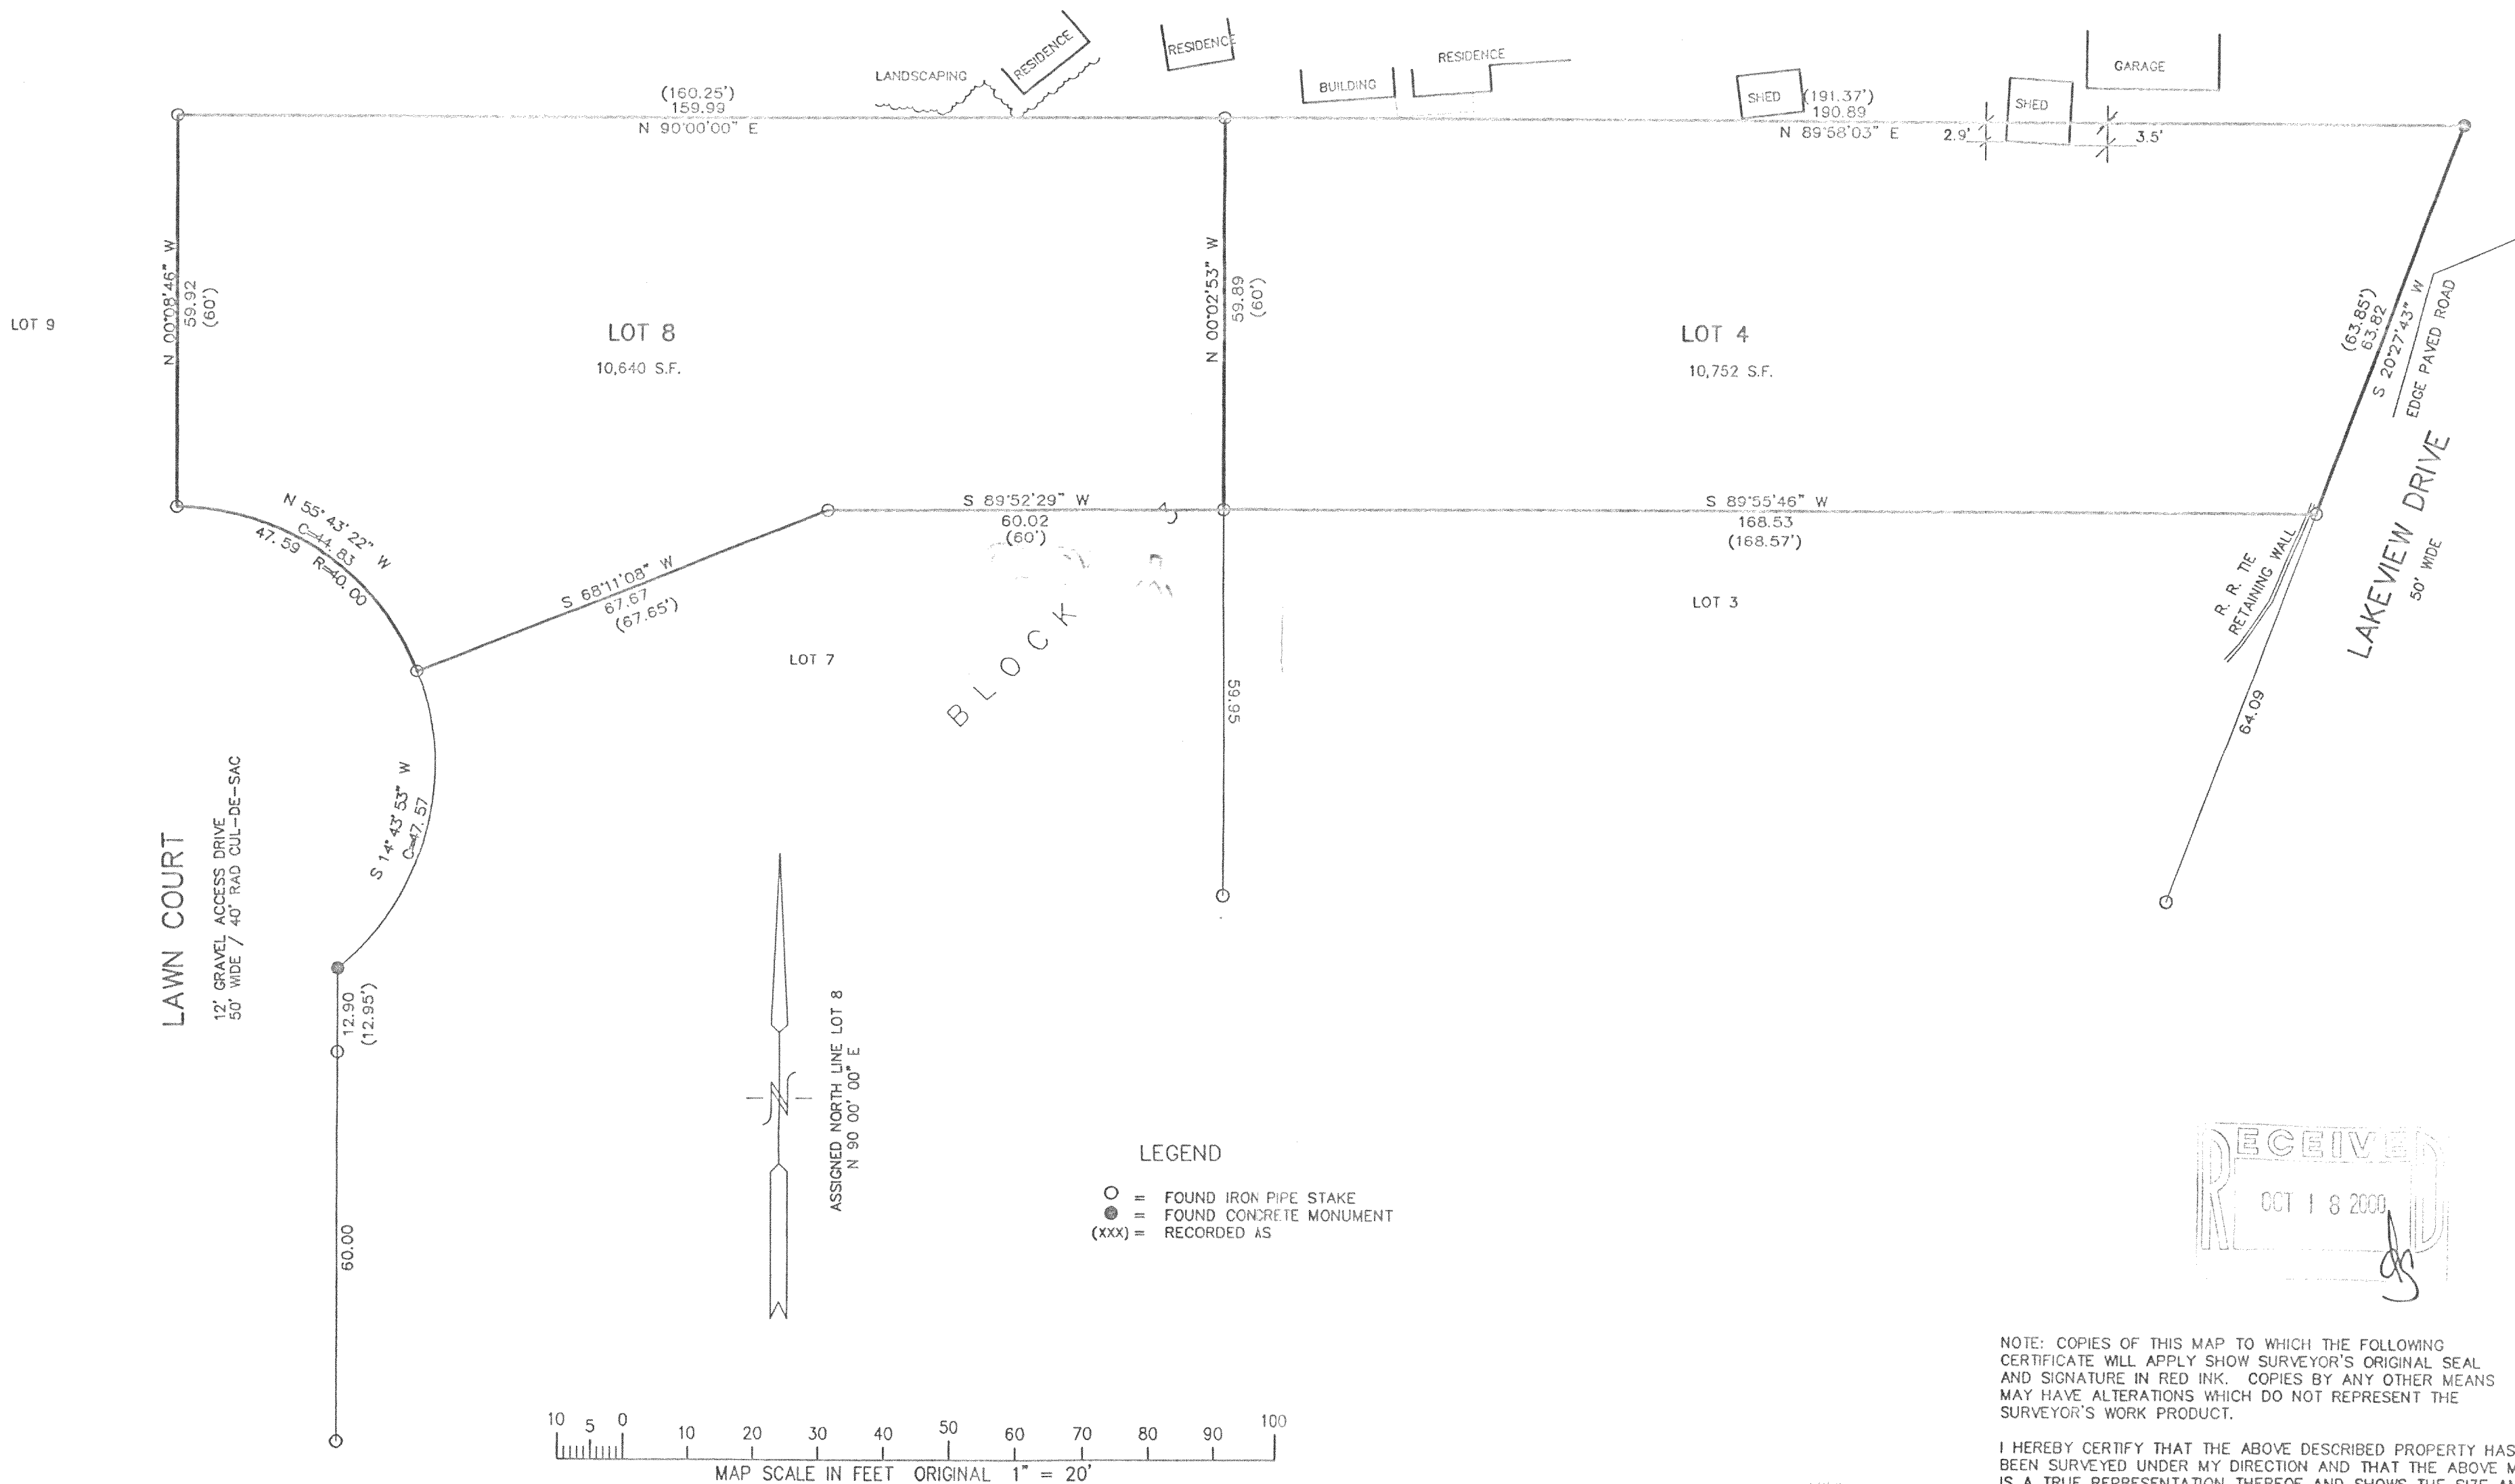 LANDSCAPING
RESIDENCE
RESIDENCE
BUILDING
RESIDENCE
SHED
SHED
GARAGE
(160.25')
159.99
N 90°00'00" E
(191.37')
190.89
N 89°58'03" E
2.9'
3.5'
LOT 9
N 00°08'46" W
59.92
(60')
LOT 8
10,640 S.F.
N 00°02'53" W
59.89
(60')
LOT 4
10,752 S.F.
(63.85')
63.82
S 20°27'43" W
EDGE PAVED ROAD
N 55°43'22" W
C=44.83
47.59 R=40.00
S 89°52'29" W
60.02
(60')
S 89°55'46" W
168.53
(168.57')
S 68°11'08" W
67.67
(67.65')
LOT 7
BLOCK
LOT 3
R. R. TIE
RETAINING WALL
LAKEVIEW DRIVE
50' WIDE
59.95
64.09
S 14°43'53" W
C=47.57
LAWN COURT
12' GRAVEL ACCESS DRIVE
50' WIDE / 40' RAD CUL-DE-SAC
12.90
(12.95')
60.00
ASSIGNED NORTH LINE LOT 8
N 90°00'00" E
N
LEGEND
= FOUND IRON PIPE STAKE
= FOUND CONCRETE MONUMENT
(XXX) = RECORDED AS
RECEIVED
OCT 18 2000
10 5 0 10 20 30 40 50 60 70 80 90 100
MAP SCALE IN FEET ORIGINAL 1" = 20'
NOTE: COPIES OF THIS MAP TO WHICH THE FOLLOWING
CERTIFICATE WILL APPLY SHOW SURVEYOR'S ORIGINAL SEAL
AND SIGNATURE IN RED INK. COPIES BY ANY OTHER MEANS
MAY HAVE ALTERATIONS WHICH DO NOT REPRESENT THE
SURVEYOR'S WORK PRODUCT.
I HEREBY CERTIFY THAT THE ABOVE DESCRIBED PROPERTY HAS
BEEN SURVEYED UNDER MY DIRECTION AND THAT THE ABOVE
IS A TRUE REPRESENTATION THEREOF AND SHOWS THE SIZE